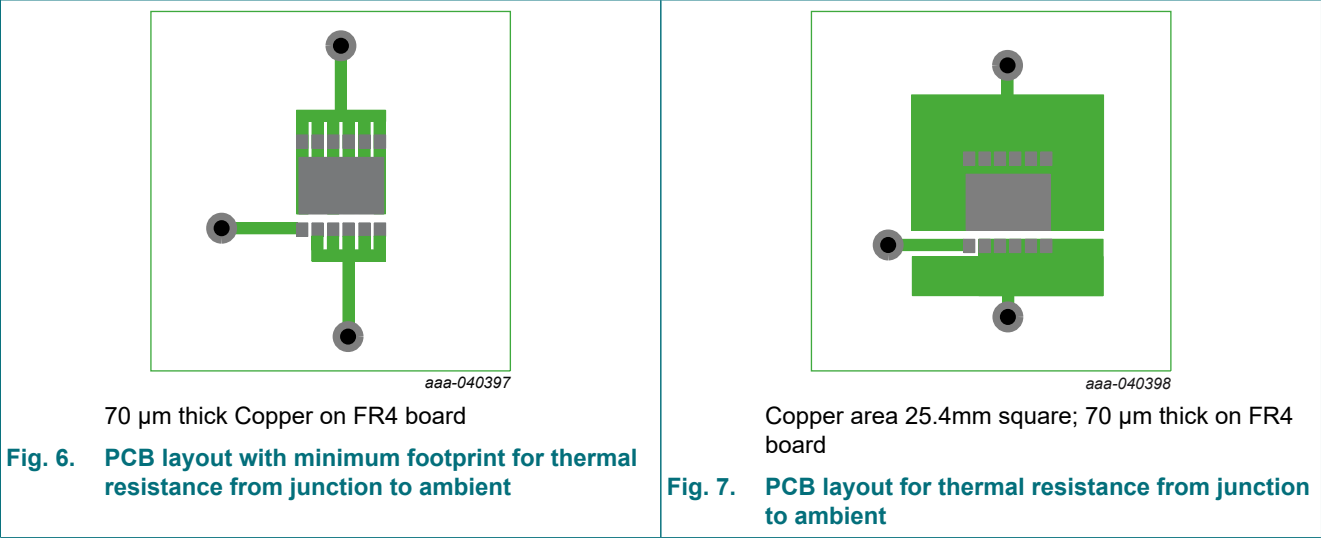 aaa-040397
70 µm thick Copper on FR4 board
Fig. 6. PCB layout with minimum footprint for thermal
resistance from junction to ambient
aaa-040398
Copper area 25.4mm square; 70 µm thick on FR4
board
Fig. 7. PCB layout for thermal resistance from junction
to ambient